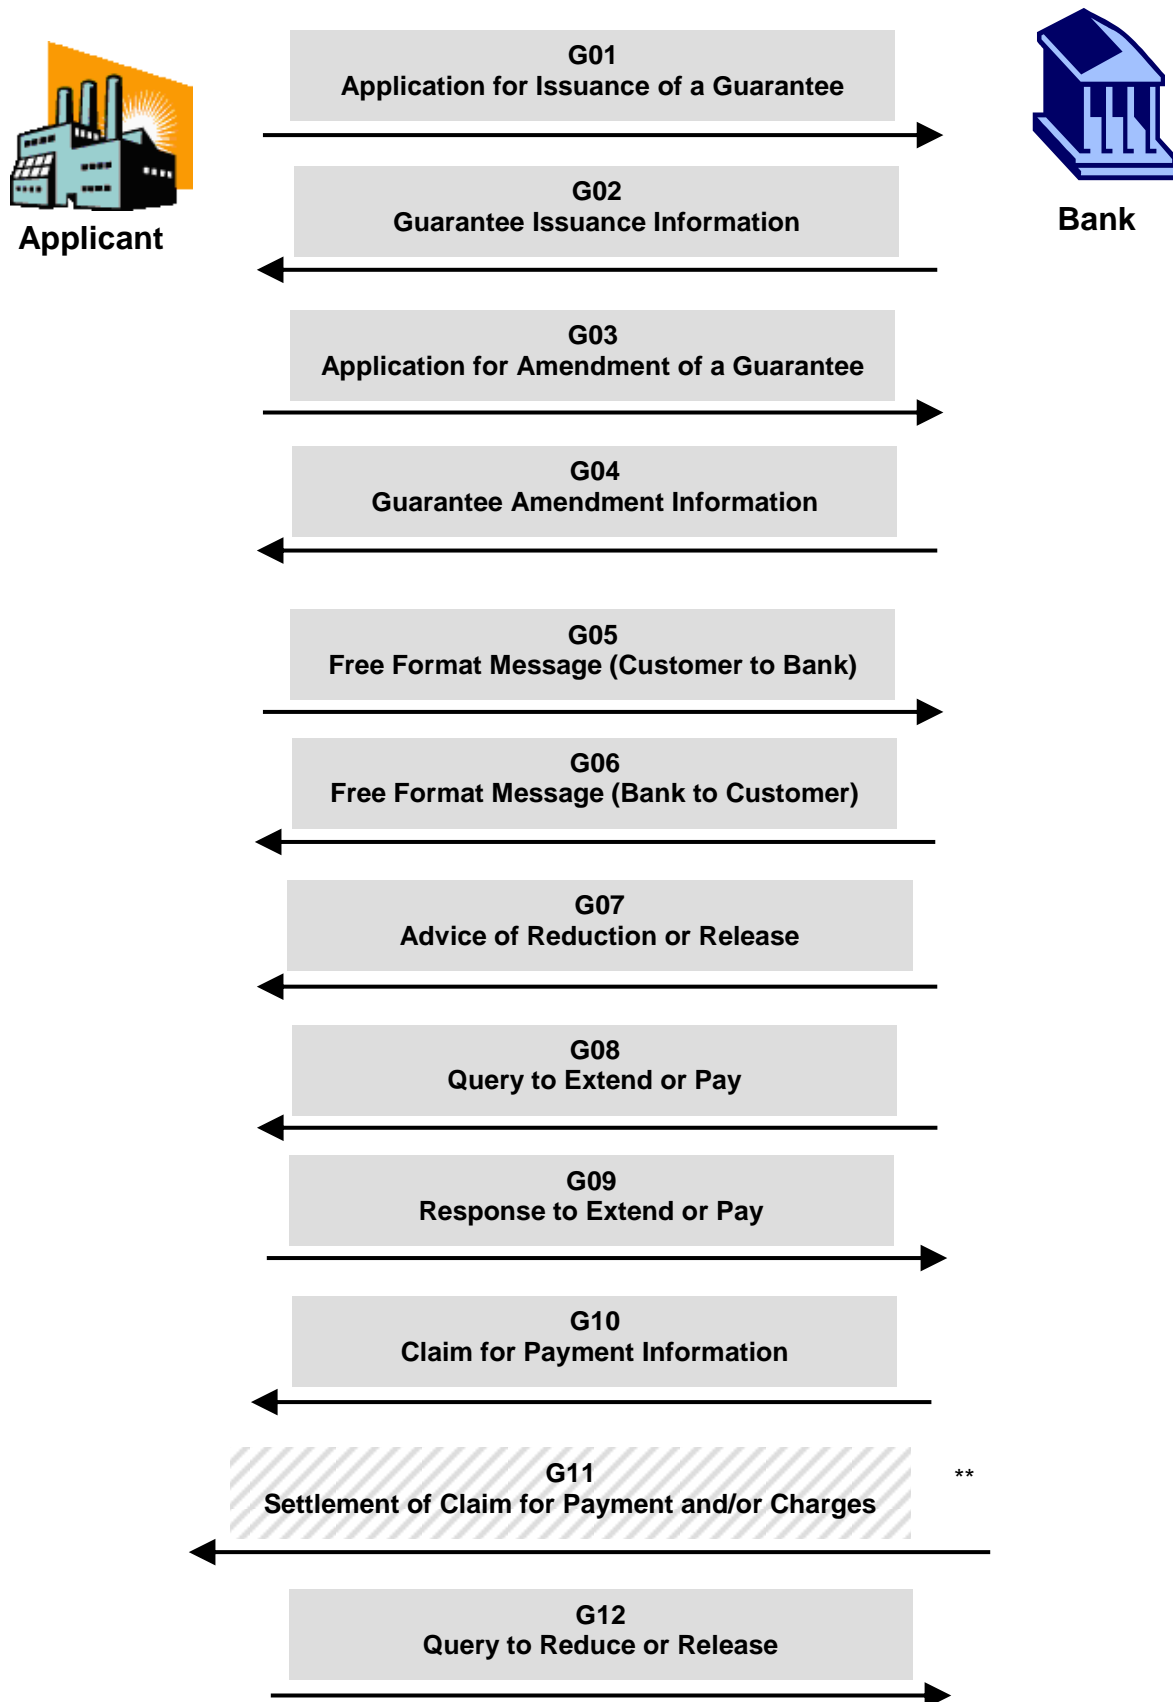 G01
Application for Issuance of a Guarantee
G02
Guarantee Issuance Information
Applicant
Bank
G03
Application for Amendment of a Guarantee
G04
Guarantee Amendment Information
G05
Free Format Message (Customer to Bank)
G06
Free Format Message (Bank to Customer)
G07
Advice of Reduction or Release
G08
Query to Extend or Pay
G09
Response to Extend or Pay
G10
Claim for Payment Information
G11
**
Settlement of Claim for Payment and/or Charges
G12
Query to Reduce or Release